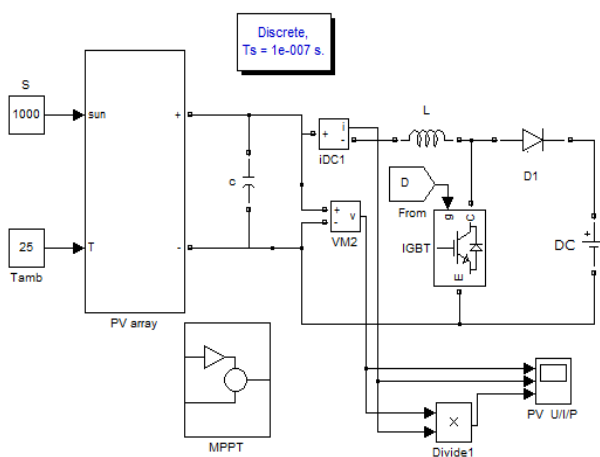 Discrete,
Ts = 1e-007 s.
S
1000
sun
+
-
T
25
Tamb
PV array
c
+
-
i
iDC1
+
-
v
VM2
L
D
From
g
C
E
IGBT
D1
DC
+
MPPT
×
Divide1
PV U/I/P